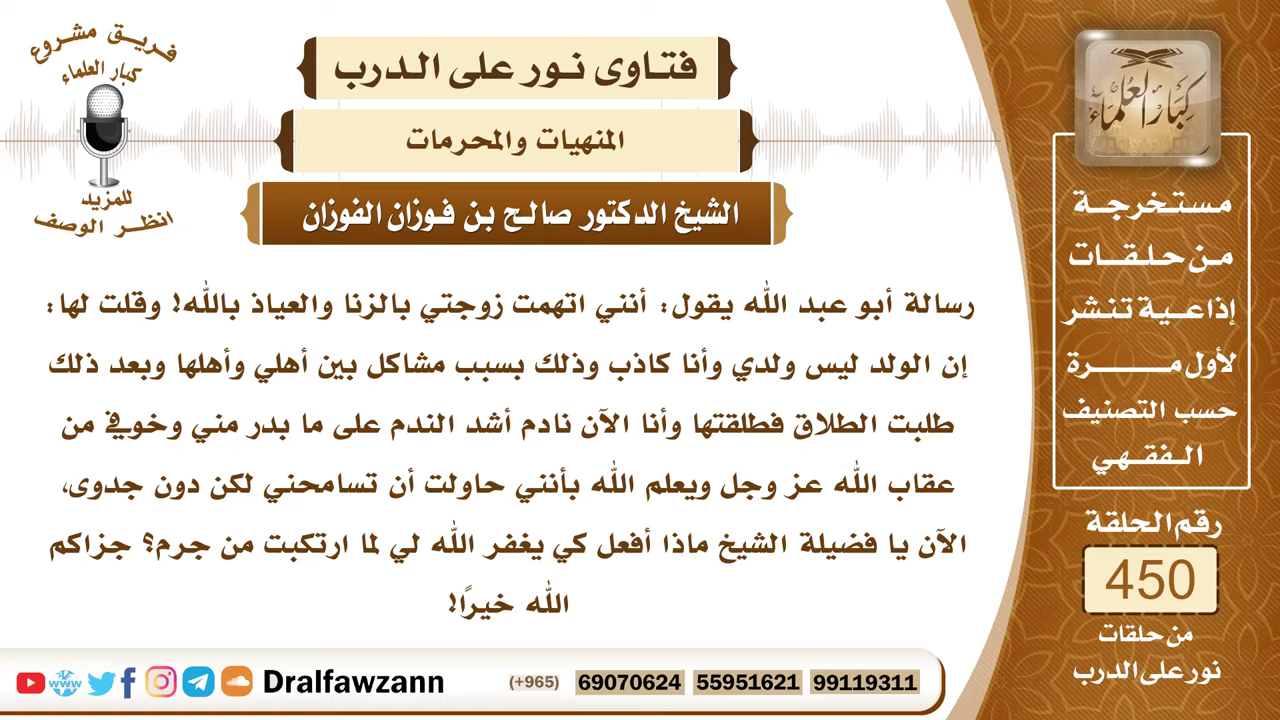 فريق مشروع
كبار العلماء
للمزيد
انظر الوصف
فتاوى نور على الدرب
المنهيات والمحرمات
الشيخ الدكتور صالح بن فوزان الفوزان
رسالة أبو عبد الله يقول: أنني اتهمت زوجتي بالزنا والعياذ بالله! وقلت لها:
إن الولد ليس ولدي وأنا كاذب وذلك بسبب مشاكل بين أهلي وأهلها وبعد ذلك
طلبت الطلاق فطلقتها وأنا الآن نادم أشد الندم على ما بدر مني وخوفي من
عقاب الله عز وجل ويعلم الله بأنني حاولت أن تسامحني لكن دون جدوى،
الآن يا فضيلة الشيخ ماذا أفعل كي يغفر الله لي لما ارتكبت من جرم؟ جزاكم
الله خيرًا!
كبار العلماء
مستخرجة
من حلقات
إذاعية تنشر
لأول مرة
حسب التصنيف
الفقهي
رقم الحلقة
450
من حلقات
نور على الدرب
www
Dralfawzann
(+965) 69070624 55951621 99119311